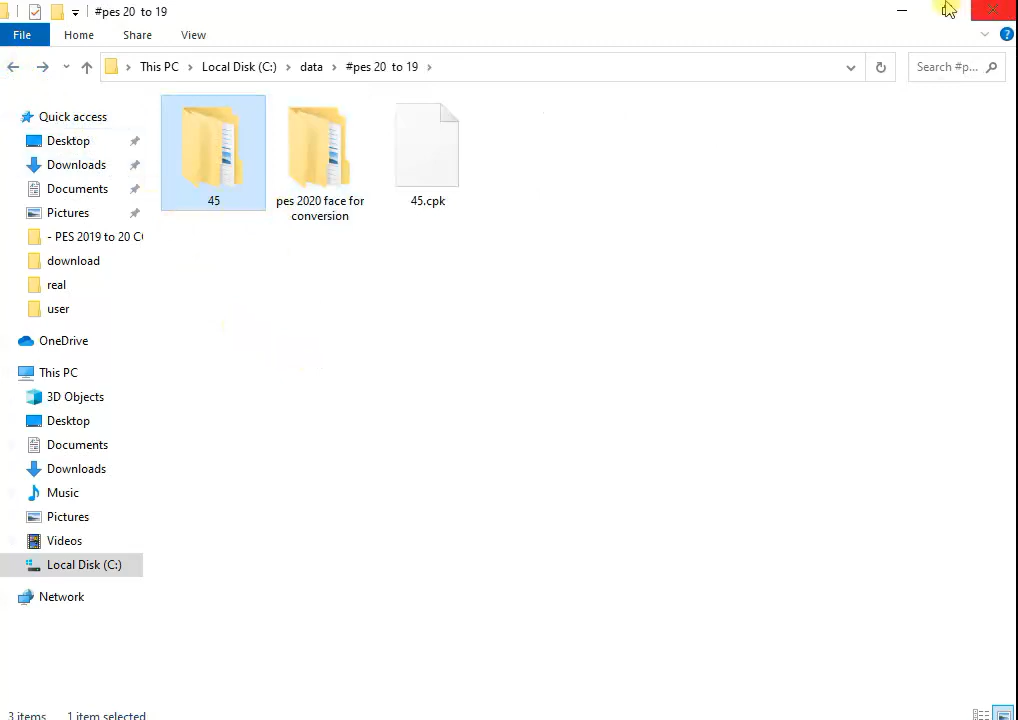 #pes 20  to 19
File Home Share View
This PC Local Disk (C:) data #pes 20  to 19 Search #p...
Quick access
Desktop
Downloads
Documents
Pictures
- PES 2019 to 20 C
download
real
user
OneDrive
This PC
3D Objects
Desktop
Documents
Downloads
Music
Pictures
Videos
Local Disk (C:)
Network
45
pes 2020 face for
conversion
45.cpk
3 items 1 item selected